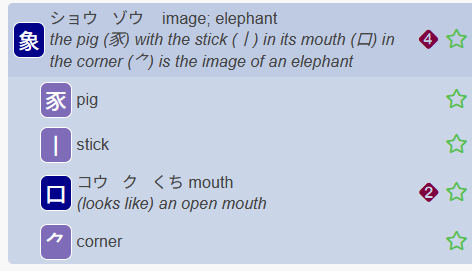 象 ショウ ゾウ image; elephant
the pig (豕) with the stick (丨) in its mouth (口) in 4
the corner (⺈) is the image of an elephant
豕 pig
丨 stick
口 コウ ク くち mouth 2
(looks like) an open mouth
⺈ corner